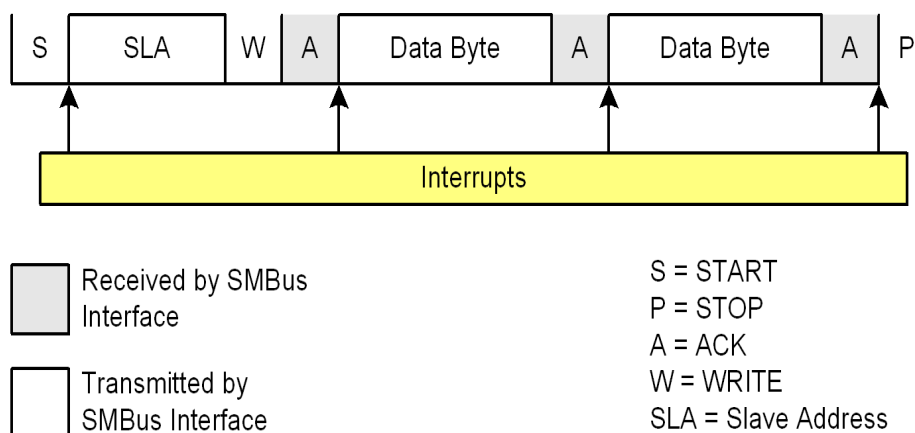 S SLA W A Data Byte A Data Byte A P
Interrupts
Received by SMBus
Interface
Transmitted by
SMBus Interface
S = START
P = STOP
A = ACK
W = WRITE
SLA = Slave Address